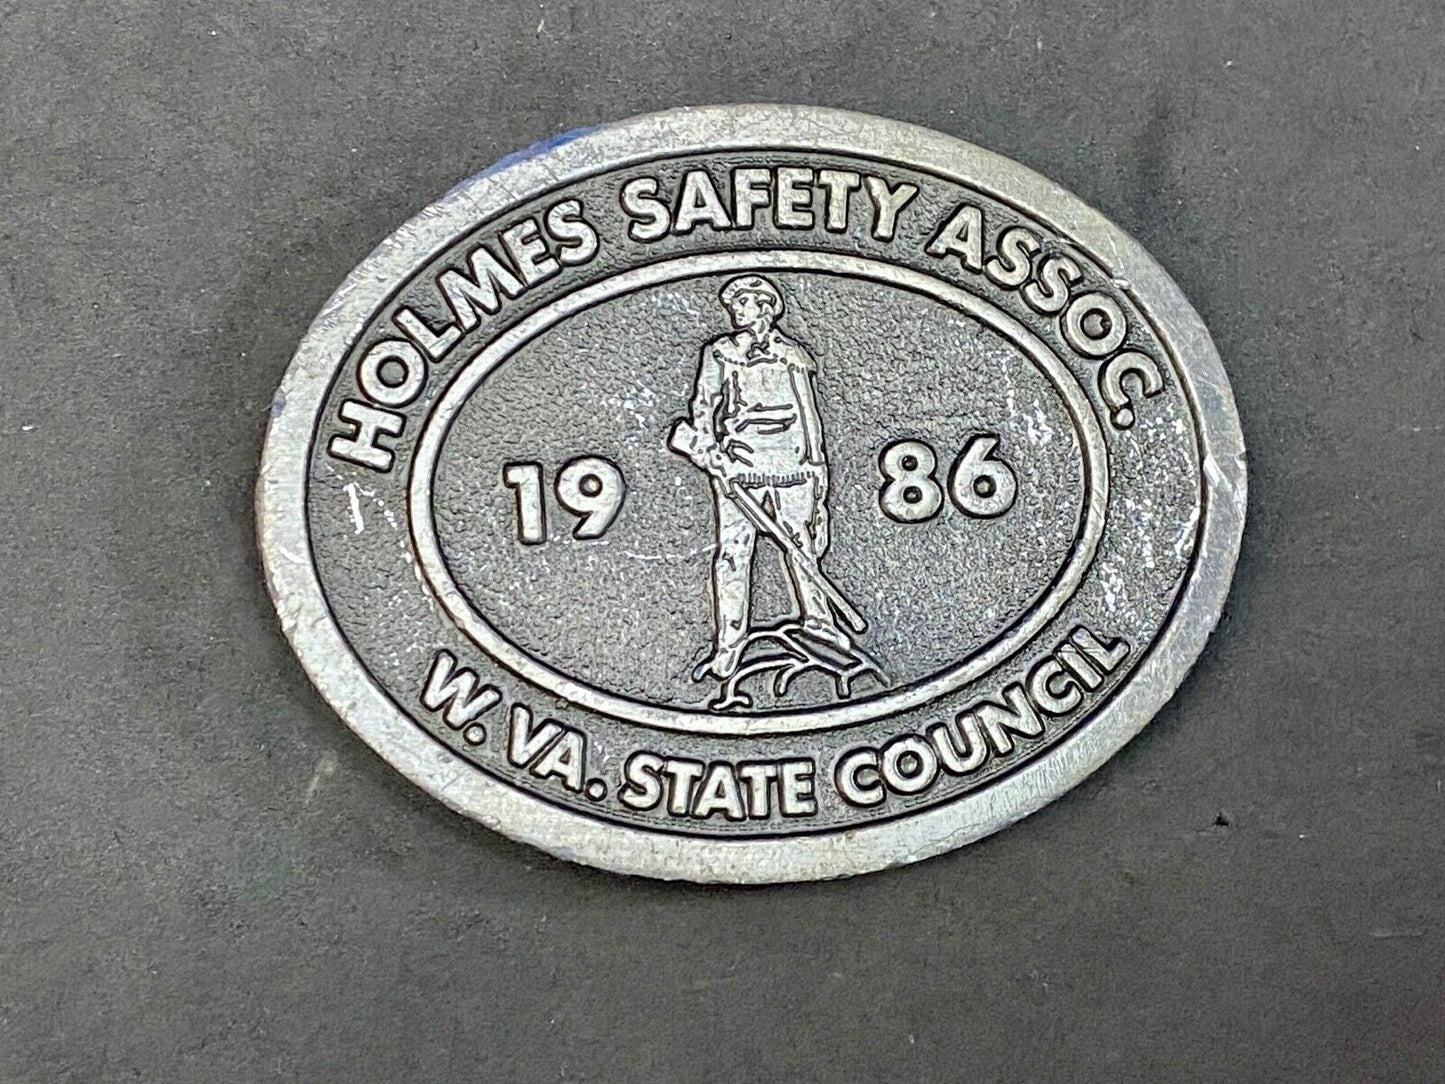 HOLMES SAFETY ASSOC.
19 86
W. VA. STATE COUNCIL